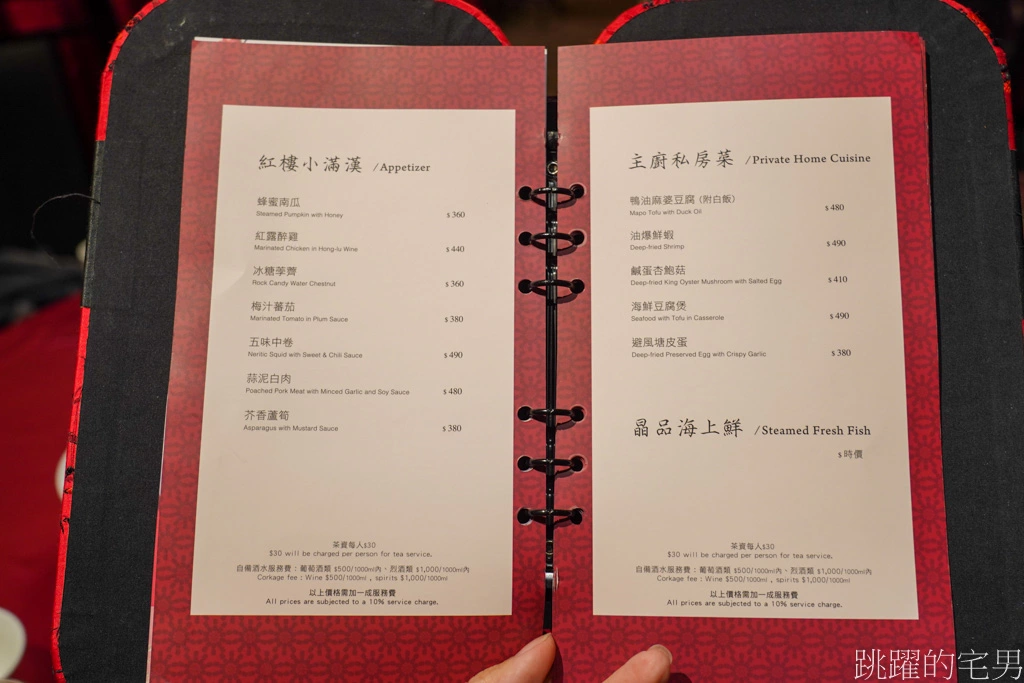 紅樓小滿漢 /Appetizer
蜂蜜南瓜
Steamed Pumpkin with Honey $360
紅露醉雞
Marinated Chicken in Hong-lu Wine $440
冰糖荸薺
Rock Candy Water Chestnut $360
梅汁蕃茄
Marinated Tomato in Plum Sauce $380
五味中卷
Neritic Squid with Sweet & Chili Sauce $490
蒜泥白肉
Poached Pork Meat with Minced Garlic and Soy Sauce $480
芥香蘆筍
Asparagus with Mustard Sauce $380
茶資每人$30
$30 will be charged per person for tea service.
自備酒水服務費：葡萄酒類 $500/1000ml內、烈酒類 $1,000/1000ml內
Corkage fee : Wine $500/1000ml , spirits $1,000/1000ml
以上價格需加一成服務費
All prices are subjected to a 10% service charge.
主廚私房菜 /Private Home Cuisine
鴨油麻婆豆腐 (附白飯)
Mapo Tofu with Duck Oil $480
油爆鮮蝦
Deep-fried Shrimp $490
鹹蛋杏鮑菇
Deep-fried King Oyster Mushroom with Salted Egg $410
海鮮豆腐煲
Seafood with Tofu in Casserole $490
避風塘皮蛋
Deep-fried Preserved Egg with Crispy Garlic $380
晶品海上鮮 /Steamed Fresh Fish
$時價
茶資每人$30
$30 will be charged per person for tea service.
自備酒水服務費：葡萄酒類 $500/1000ml內、烈酒類 $1,000/1000ml內
Corkage fee : Wine $500/1000ml , spirits $1,000/1000ml
以上價格需加一成服務費
All prices are subjected to a 10% service charge.
跳躍的宅男